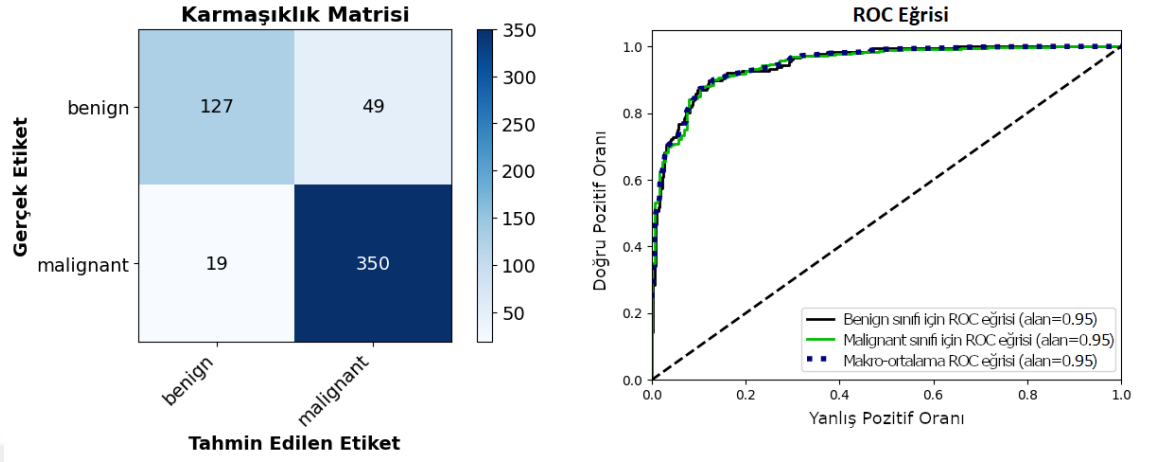 Karmaşıklık Matrisi
Gerçek Etiket
benign
malignant
127
49
19
350
benign
malignant
Tahmin Edilen Etiket
350
300
250
200
150
100
50
ROC Eğrisi
Doğru Pozitif Oranı
1.0
0.8
0.6
0.4
0.2
0.0
0.0
0.2
0.4
0.6
0.8
1.0
Yanlış Pozitif Oranı
Benign sınıfı için ROC eğrisi (alan=0.95)
Malignant sınıfı için ROC eğrisi (alan=0.95)
Makro-ortalama ROC eğrisi (alan=0.95)